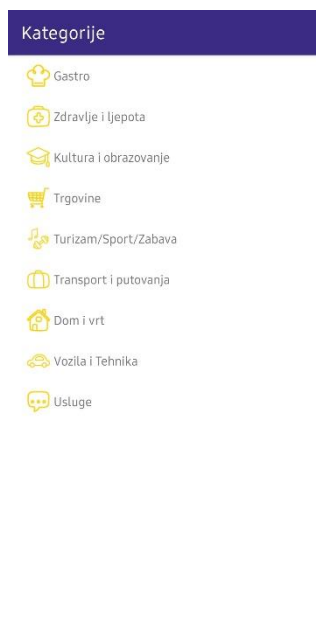 Kategorije
Gastro
Zdravlje i ljepota
Kultura i obrazovanje
Trgovine
Turizam/Sport/Zabava
Transport i putovanja
Dom i vrt
Vozila i Tehnika
Usluge